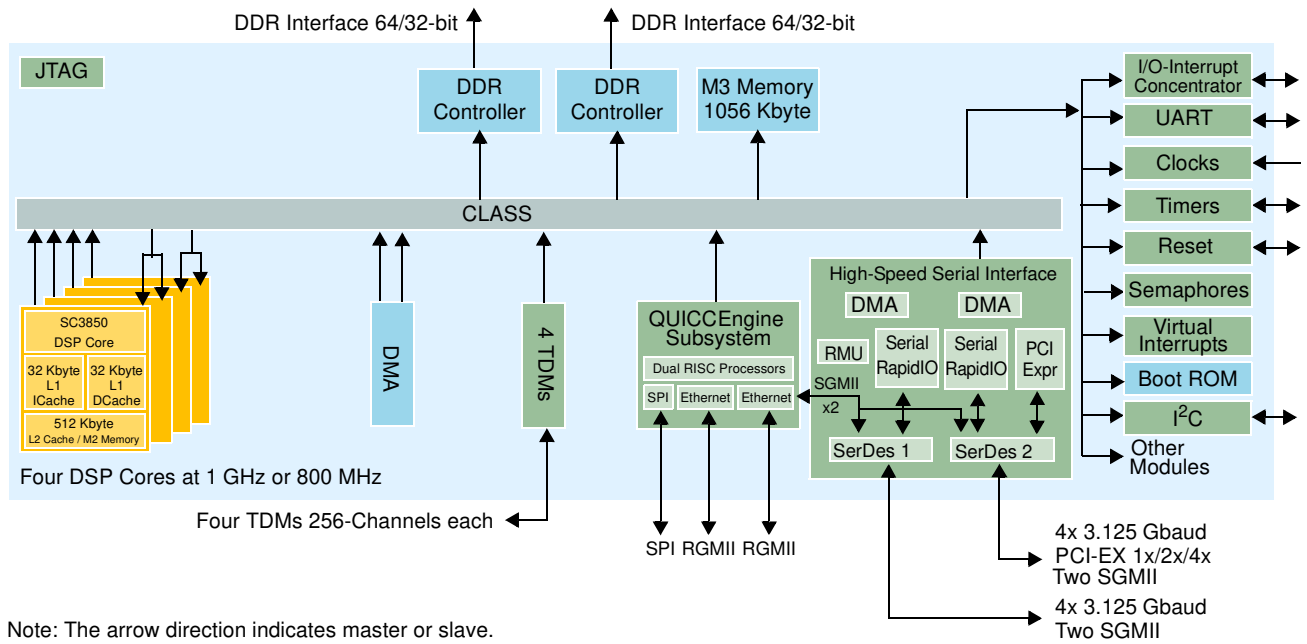 DDR Interface 64/32-bit
DDR Interface 64/32-bit
JTAG
DDR
Controller
DDR
Controller
M3 Memory
1056 Kbyte
I/O-Interrupt
Concentrator
UART
Clocks
Timers
Reset
Semaphores
Virtual
Interrupts
Boot ROM
I²C
Other
Modules
CLASS
SC3850
DSP Core
32 Kbyte
L1
ICache
32 Kbyte
L1
DCache
512 Kbyte
L2 Cache / M2 Memory
Four DSP Cores at 1 GHz or 800 MHz
DMA
4 TDMs
Four TDMs 256-Channels each
QUICCEngine
Subsystem
Dual RISC Processors
SPI
Ethernet
Ethernet
SPI
RGMII
RGMII
SGMII
x2
High-Speed Serial Interface
DMA
DMA
RMU
Serial
RapidIO
Serial
RapidIO
PCI
Expr
SerDes 1
SerDes 2
4x 3.125 Gbaud
PCI-EX 1x/2x/4x
Two SGMII
4x 3.125 Gbaud
Two SGMII
Note: The arrow direction indicates master or slave.